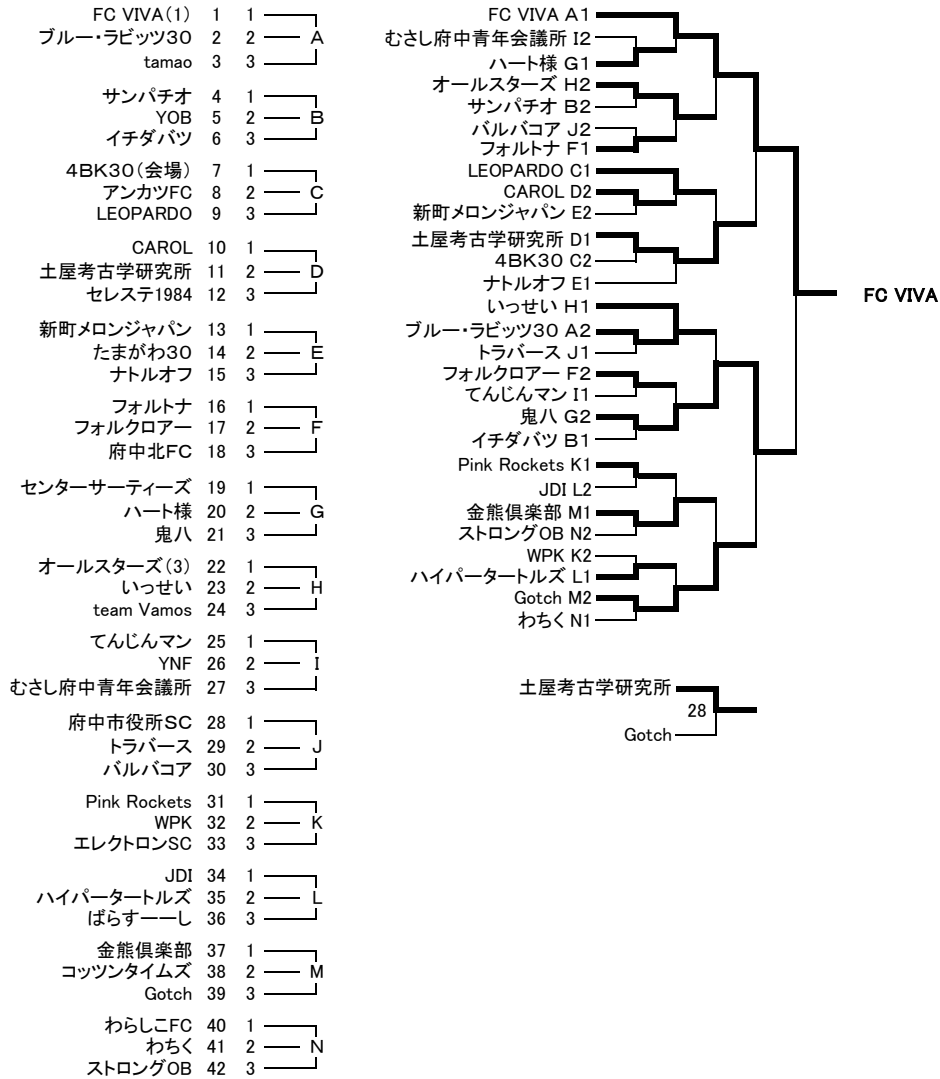 FC VIVA(1) 1 1
ブルー・ラビッツ30 2 2 A
tamao 3 3
サンパチオ 4 1
YOB 5 2 B
イチダバツ 6 3
4BK30(会場) 7 1
アンカツFC 8 2 C
LEOPARDO 9 3
CAROL 10 1
土屋考古学研究所 11 2 D
セレステ1984 12 3
新町メロンジャパン 13 1
たまがわ30 14 2 E
ナトルオフ 15 3
フォルトナ 16 1
フォルクロアー 17 2 F
府中北FC 18 3
センターサーティーズ 19 1
ハート様 20 2 G
鬼八 21 3
オールスターズ(3) 22 1
いっせい 23 2 H
team Vamos 24 3
てんじんマン 25 1
YNF 26 2 I
むさし府中青年会議所 27 3
府中市役所SC 28 1
トラバース 29 2 J
バルバコア 30 3
Pink Rockets 31 1
WPK 32 2 K
エレクトロンSC 33 3
JDI 34 1
ハイパータートルズ 35 2 L
ばらすーーし 36 3
金熊倶楽部 37 1
コッツンタイムズ 38 2 M
Gotch 39 3
わらしこFC 40 1
わちく 41 2 N
ストロングOB 42 3
FC VIVA A1
むさし府中青年会議所 I2
ハート様 G1
オールスターズ H2
サンパチオ B2
バルバコア J2
フォルトナ F1
LEOPARDO C1
CAROL D2
新町メロンジャパン E2
土屋考古学研究所 D1
4BK30 C2
ナトルオフ E1
いっせい H1
ブルー・ラビッツ30 A2
トラバース J1
フォルクロアー F2
てんじんマン I1
鬼八 G2
イチダバツ B1
Pink Rockets K1
JDI L2
金熊倶楽部 M1
ストロングOB N2
WPK K2
ハイパータートルズ L1
Gotch M2
わちく N1
FC VIVA
土屋考古学研究所
28
Gotch